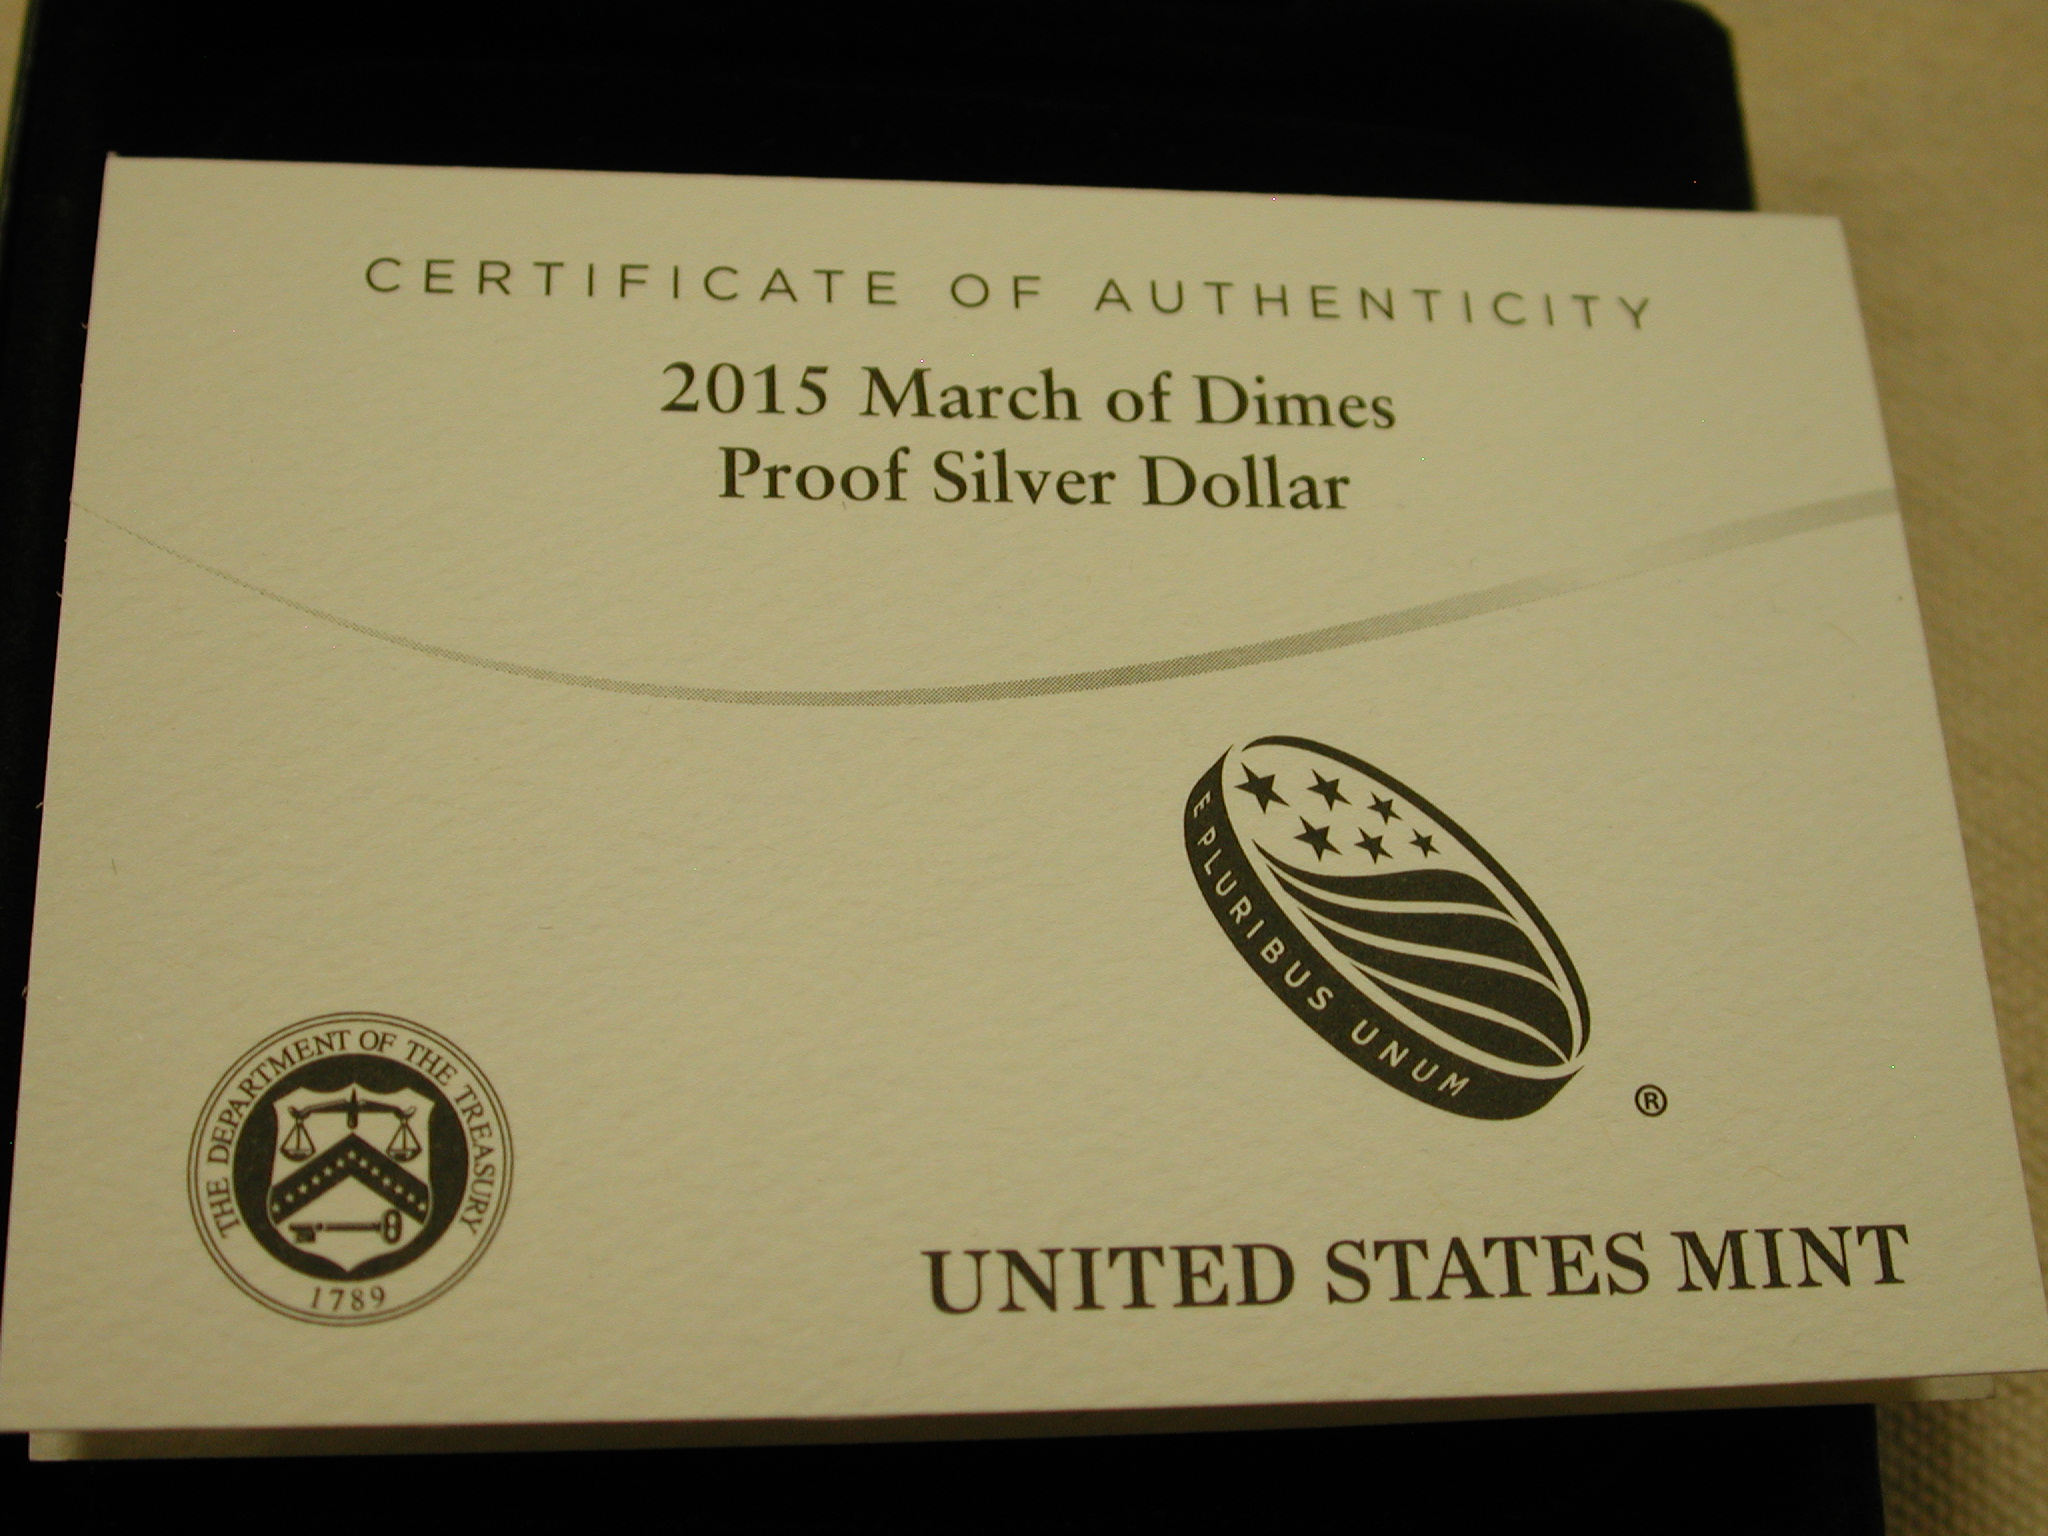 CERTIFICATE OF AUTHENTICITY
2015 March of Dimes
Proof Silver Dollar
E PLURIBUS UNUM
®
THE DEPARTMENT OF THE TREASURY
1789
UNITED STATES MINT